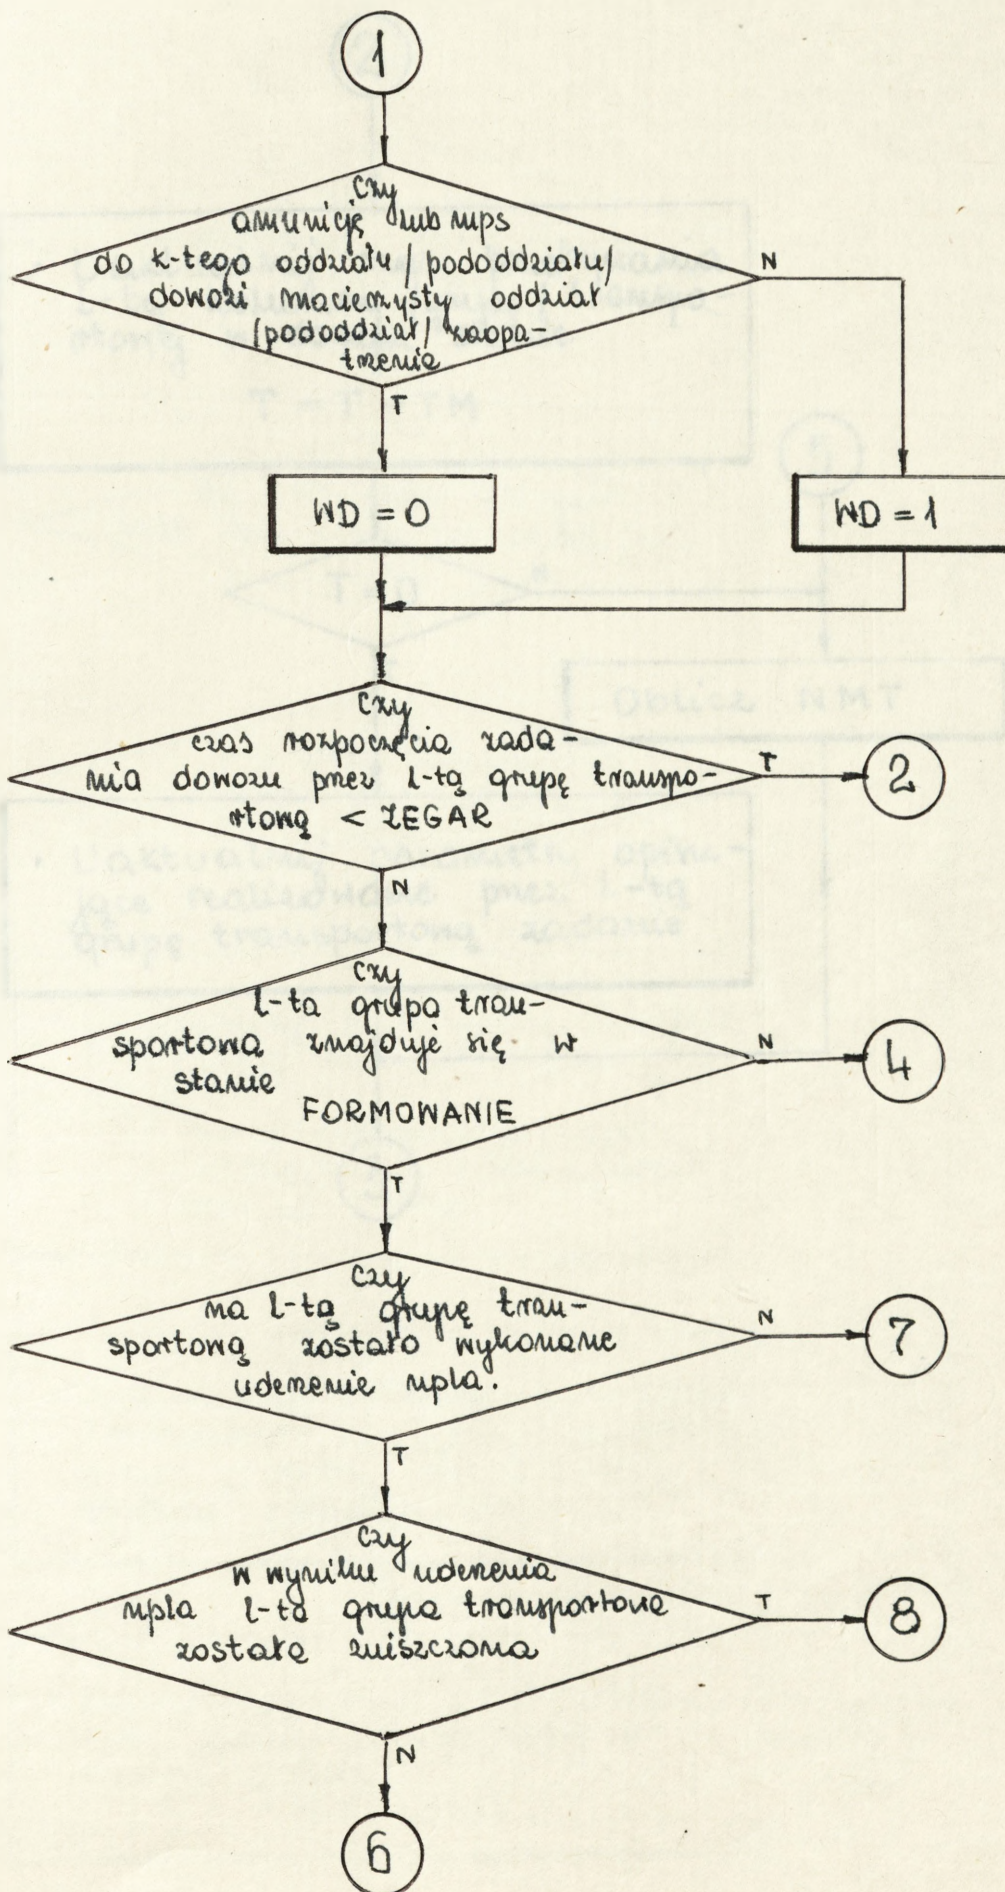 1
Czy
amunicję lub mps
do k-tego oddziału / pododdziału/
dowozi macierzysty oddział
/pododdział/ zaopa-
trzenia
N
T
WD = 0
WD = 1
Czy
czas rozpoczęcia zada-
nia dowozu przez l-tą grupę transpo-
rtową < ZEGAR
T
2
N
Czy
l-ta grupa tran-
sportowa znajduje się w
stanie
FORMOWANIE
N
4
T
Czy
na l-tą grupę tran-
sportową zostało wykonane
uderzenie npla.
N
7
T
Czy
w wyniku uderzenia
npla l-ta grupa transportowa
została zniszczona
T
8
N
6